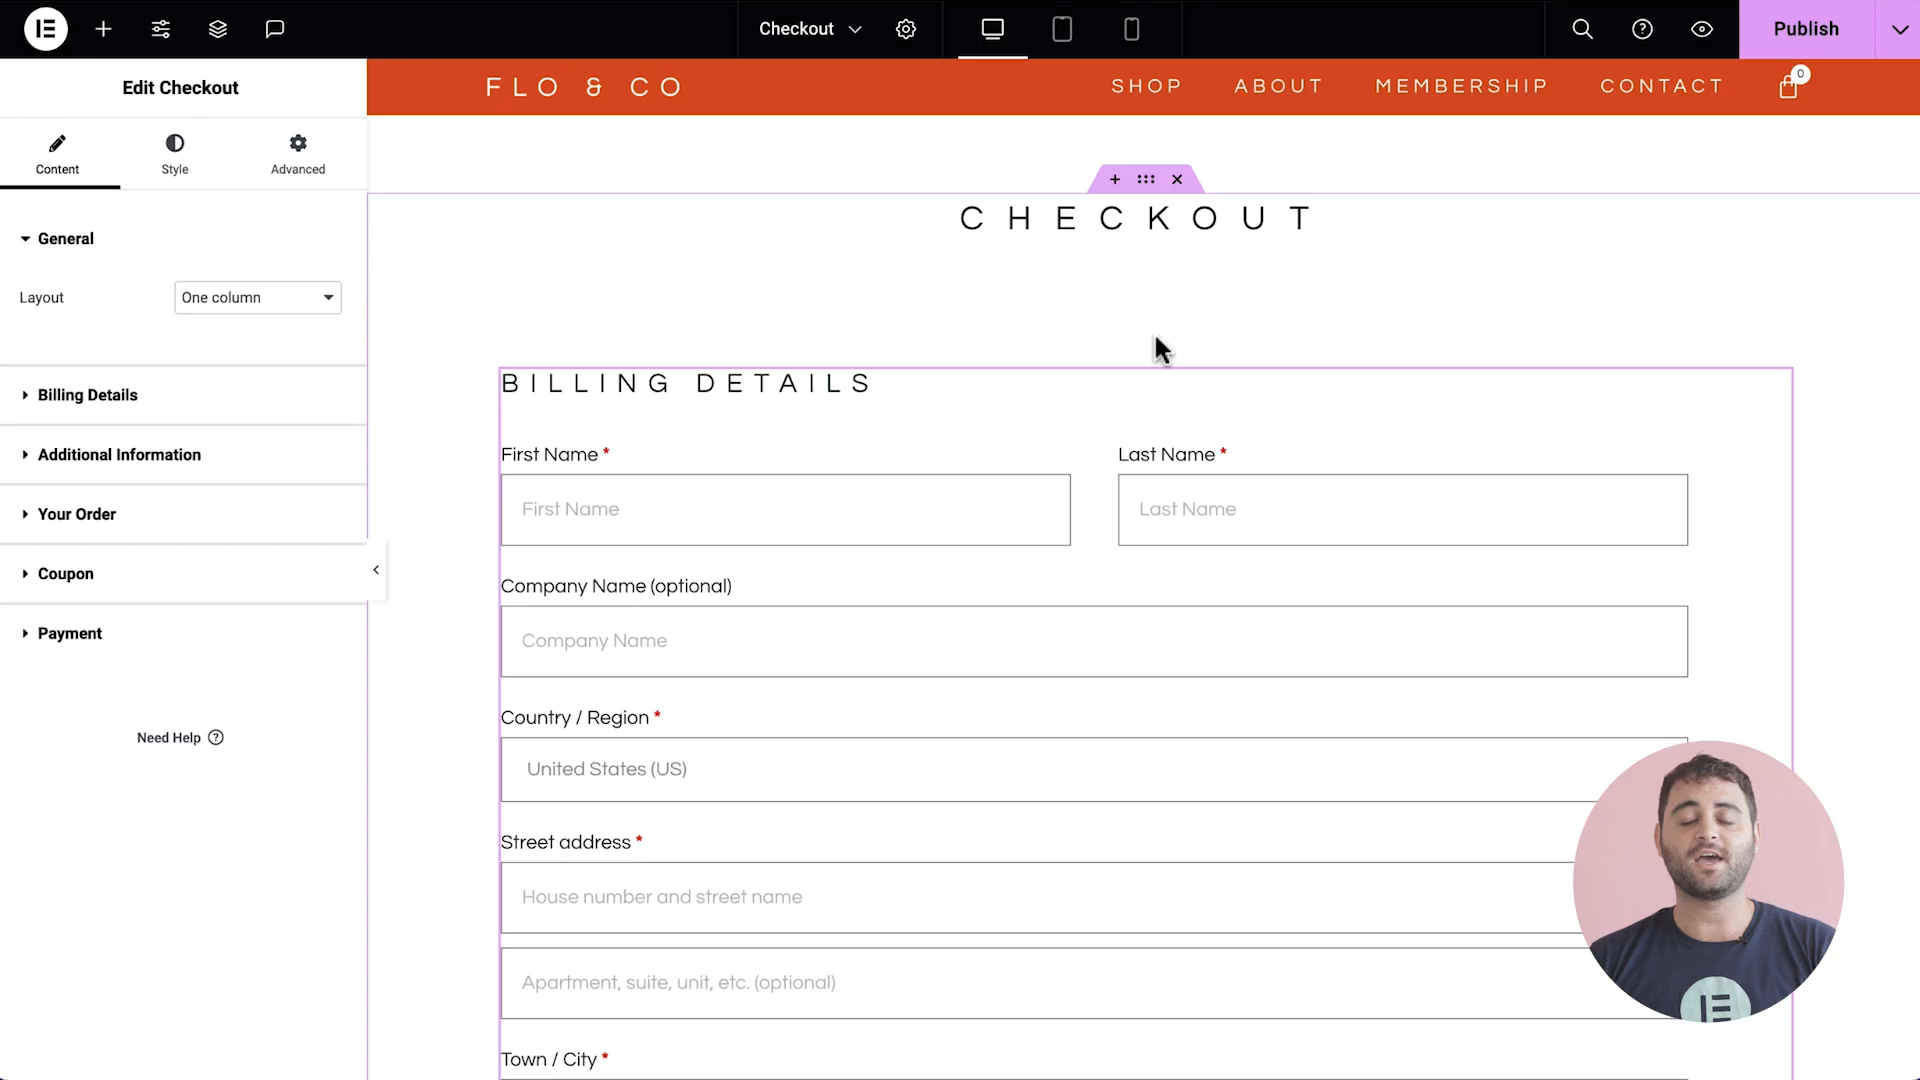 Checkout
Publish
Edit Checkout
Content
Style
Advanced
General
Layout
One column
Billing Details
Additional Information
Your Order
Coupon
Payment
Need Help
FLO & CO
SHOP
ABOUT
MEMBERSHIP
CONTACT
0
CHECKOUT
BILLING DETAILS
First Name *
Last Name *
First Name
Last Name
Company Name (optional)
Company Name
Country / Region *
United States (US)
Street address *
House number and street name
Apartment, suite, unit, etc. (optional)
Town / City *